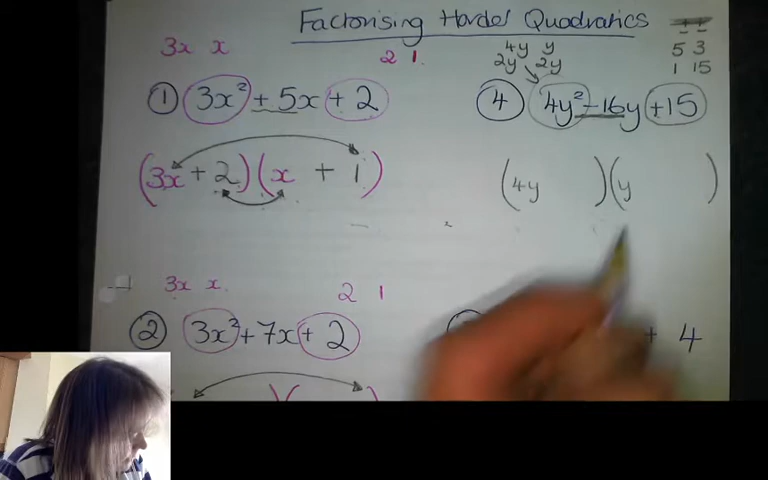 Factorising Harder Quadratics
3x x
2 1.
① 3x² + 5x + 2
(3x + 2)(x + 1)
3x x.
2 1
② 3x² + 7x + 2
4y y
2y 2y
5 3
1 15
④ 4y² - 16y + 15
(4y )(y )
+ 4